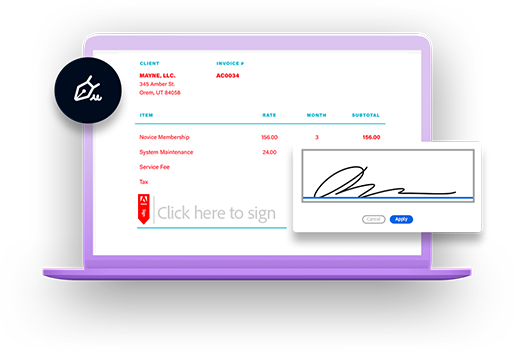 CLIENT INVOICE #
MAYNE, LLC. AC0034
345 Amber St.
Orem, UT 84058
ITEM RATE MONTH SUBTOTAL
Novice Membership 156.00 3 156.00
System Maintenance 24.00
Service Fee
Tax
Click here to sign
Cancel Apply